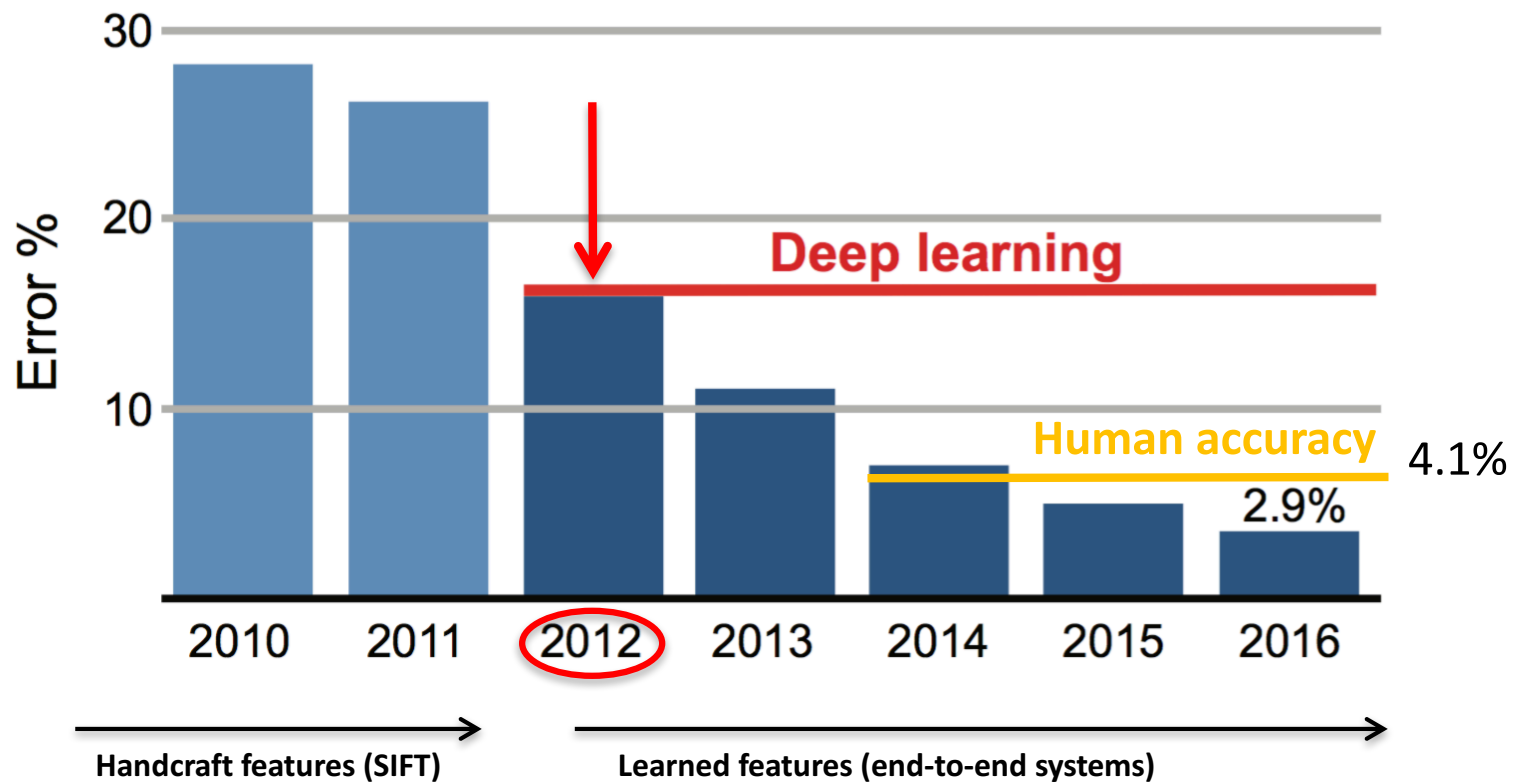 30
20
10
Error %
Deep learning
Human accuracy
4.1%
2.9%
2010 2011 2012 2013 2014 2015 2016
Handcraft features (SIFT) Learned features (end-to-end systems)